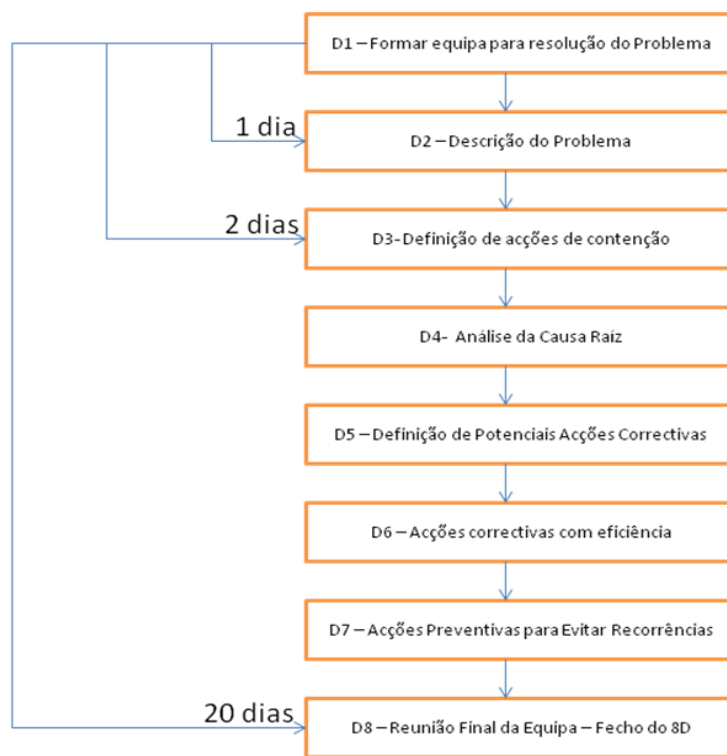 D1 – Formar equipa para resolução do Problema
1 dia
D2 – Descrição do Problema
2 dias
D3- Definição de acções de contenção
D4- Análise da Causa Raíz
D5 – Definição de Potenciais Acções Correctivas
D6 – Acções correctivas com eficiência
D7 – Acções Preventivas para Evitar Recorrências
20 dias
D8 – Reunião Final da Equipa – Fecho do 8D